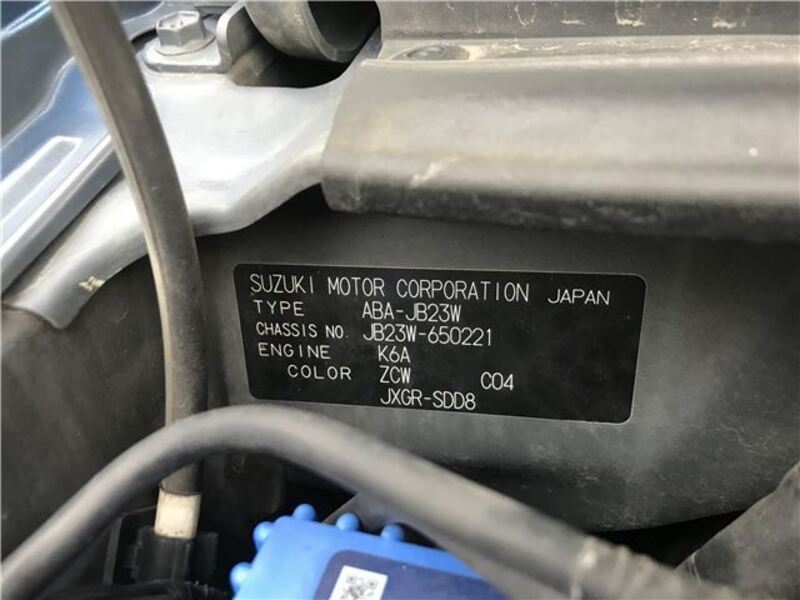 SUZUKI MOTOR CORPORATION JAPAN
TYPE ABA-JB23W
CHASSIS NO. JB23W-650221
ENGINE K6A
COLOR ZCW C04
JXGR-SDD8